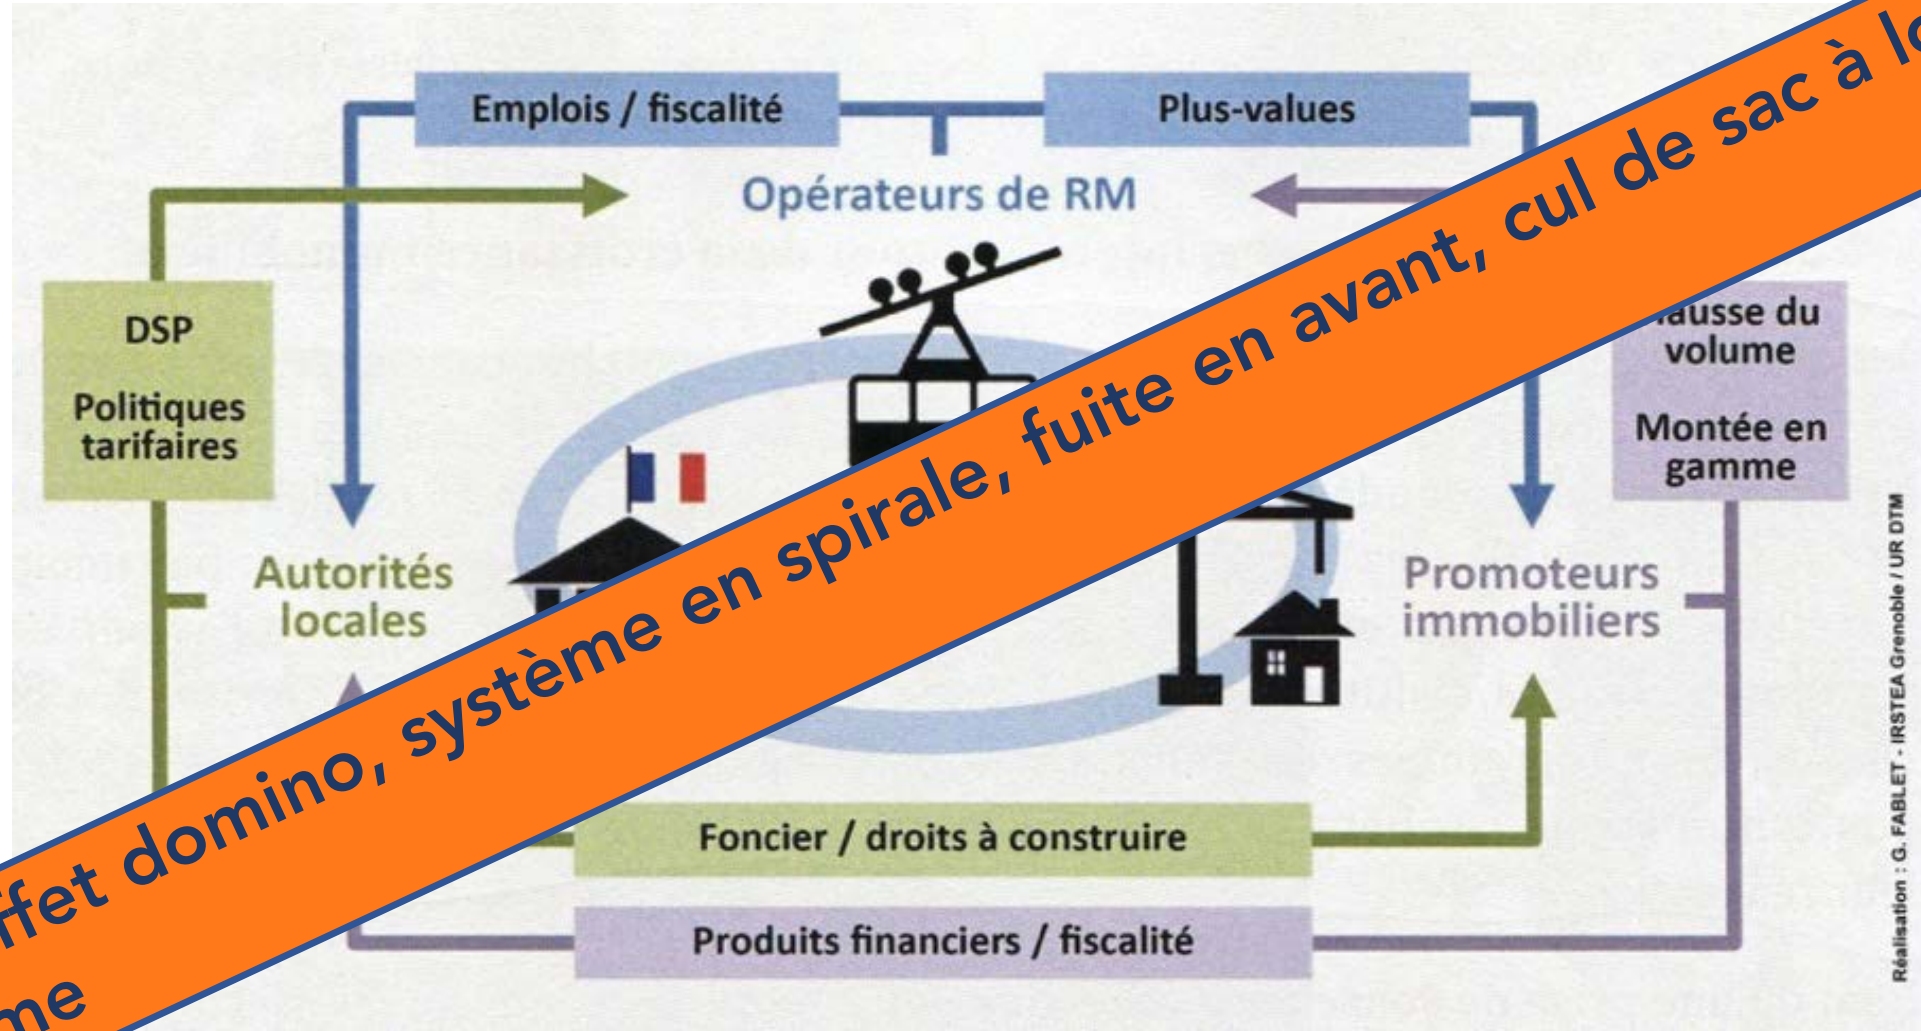 Emplois / fiscalité
Plus-values
Opérateurs de RM
DSP
Politiques
tarifaires
volume
Montée en
gamme
Autorités
locales
Promoteurs
immobiliers
domino, système en spirale, fuite en avant, cul de sac à
Foncier / droits à construire
Produits financiers / fiscalité
Réalisation : G. FABLET - IRSTEA Grenoble / UR DTM